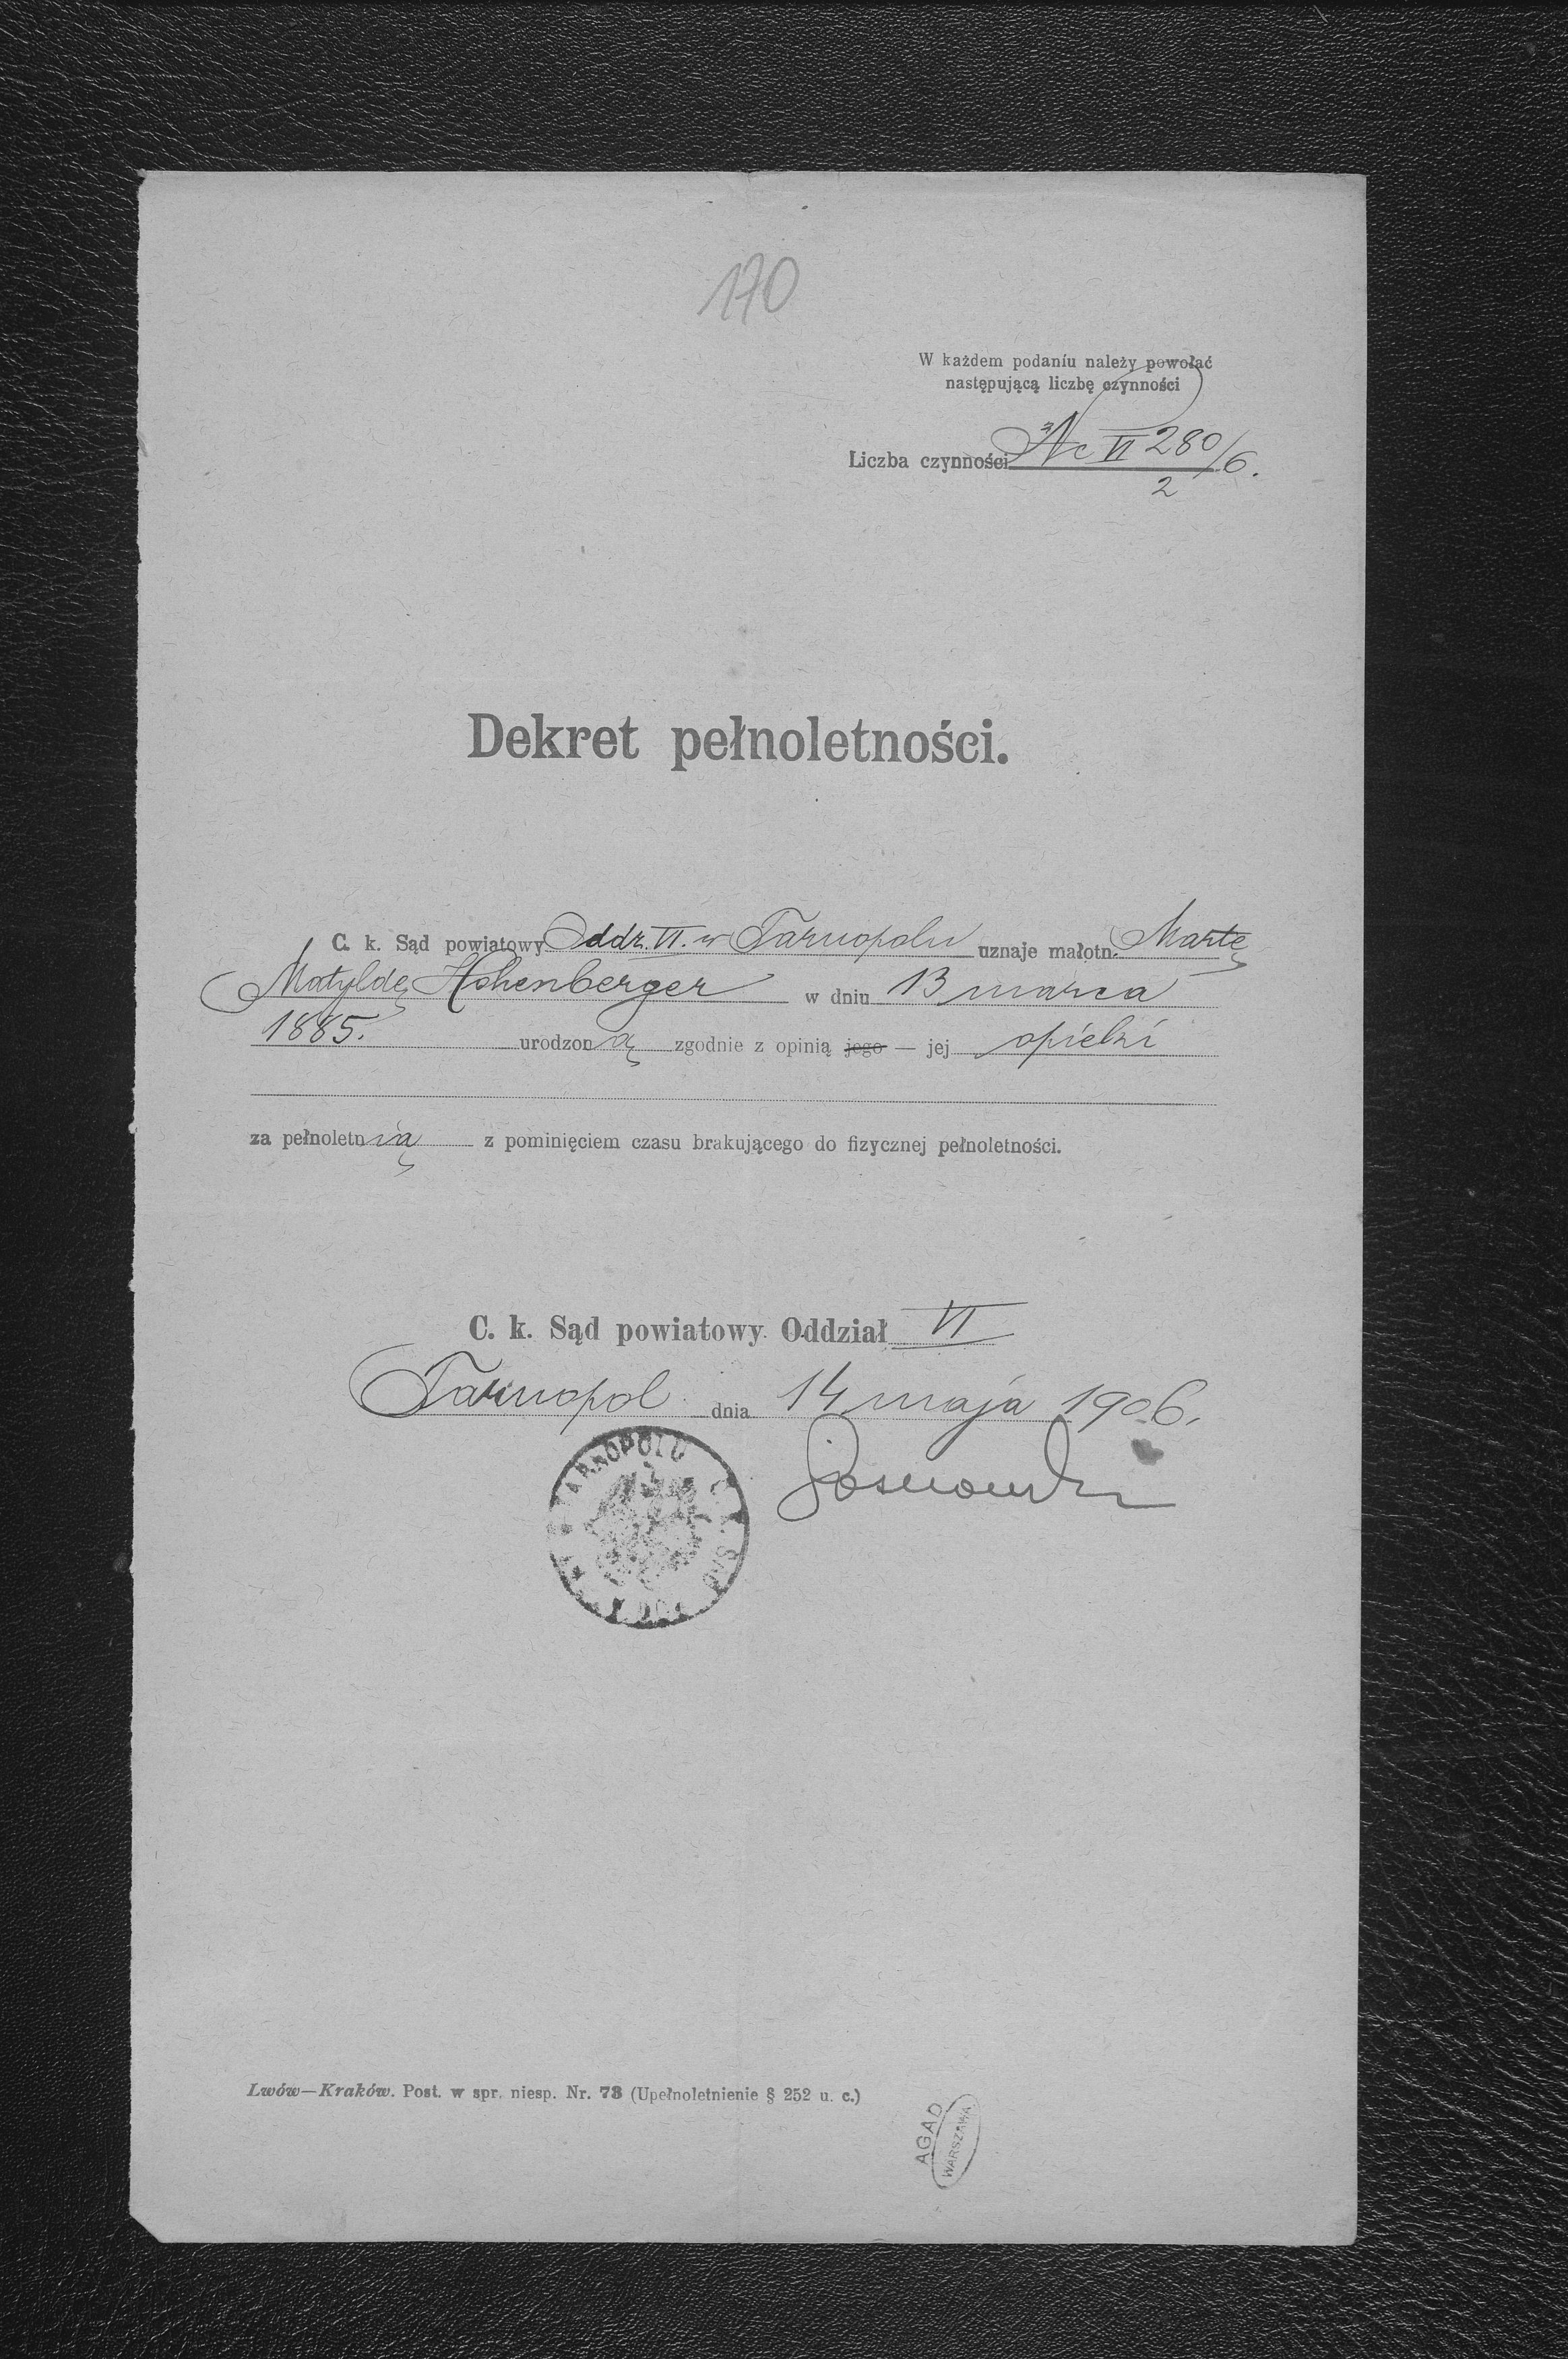 170
W każdem podaniu należy powołać
następującą liczbę czynności
Liczba czynności Nc VI 280/6.
2
Dekret pełnoletności.
C. k. Sąd powiatowy Oddz. VI. w Tarnopolu uznaje małotn. Martę
Matyldę Hohenberger w dniu 13 marca
1885. urodzoną zgodnie z opinią jego — jej opieki
za pełnoletnią z pominięciem czasu brakującego do fizycznej pełnoletności.
C. k. Sąd powiatowy Oddział VI
Tarnopol dnia 14 maja 1906.
TARNOPOLU
Lwów—Kraków. Post. w spr. niesp. Nr. 73 (Upełnoletnienie § 252 u. c.)
AGAD
WARSZAWA